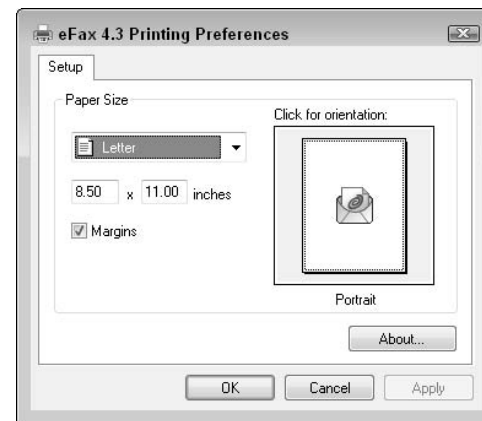 eFax 4.3 Printing Preferences
Setup
Paper Size
Click for orientation:
Letter
8.50 x 11.00 inches
Margins
Portrait
About...
OK Cancel Apply